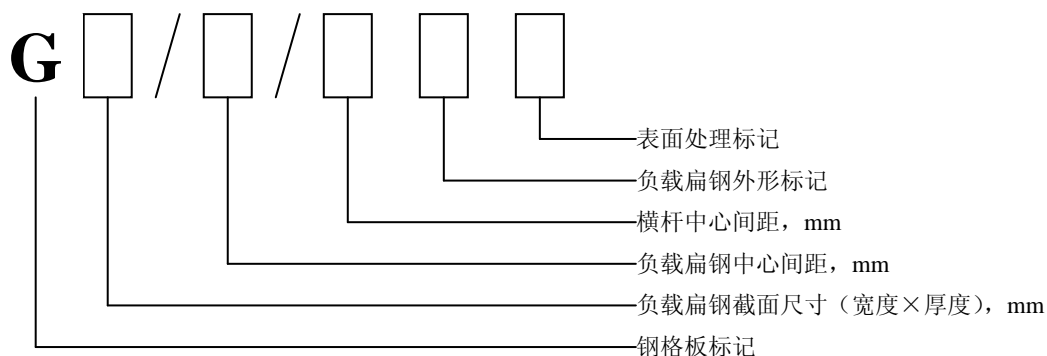 G / /
表面处理标记
负载扁钢外形标记
横杆中心间距，mm
负载扁钢中心间距，mm
负载扁钢截面尺寸（宽度×厚度），mm
钢格板标记